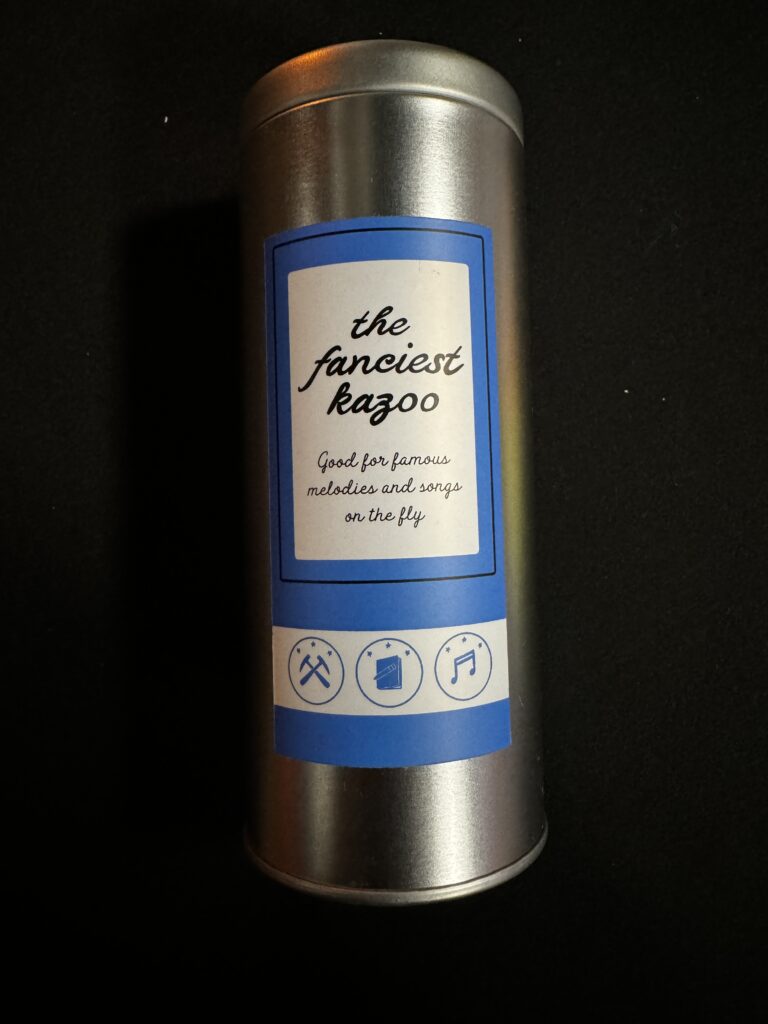 the
fanciest
kazoo
Good for famous
melodies and songs
on the fly